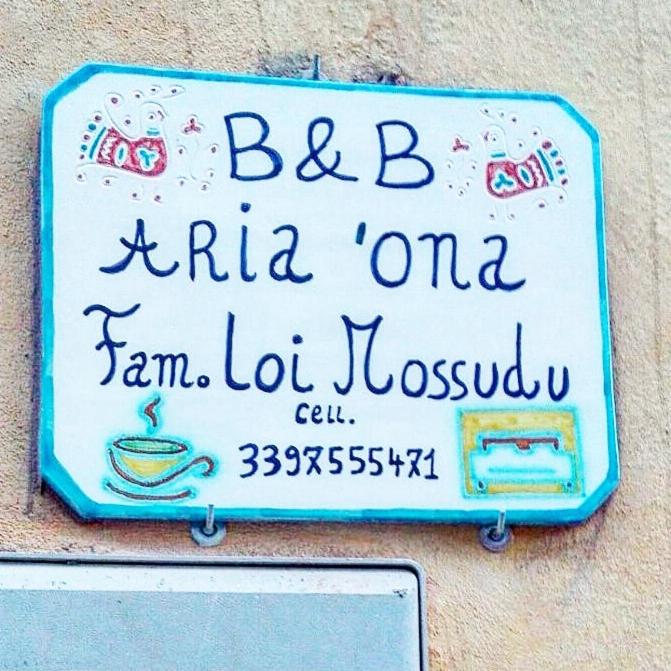 B & B
ARia 'ona
Fam. Loi Mossudu
Cell.
3397555471